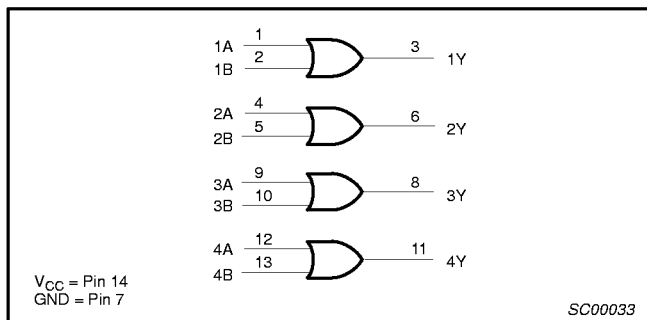 1A 1 3 1Y
1B 2
2A 4 6 2Y
2B 5
3A 9 8 3Y
3B 10
4A 12 11 4Y
4B 13
VCC = Pin 14
GND = Pin 7
SC00033